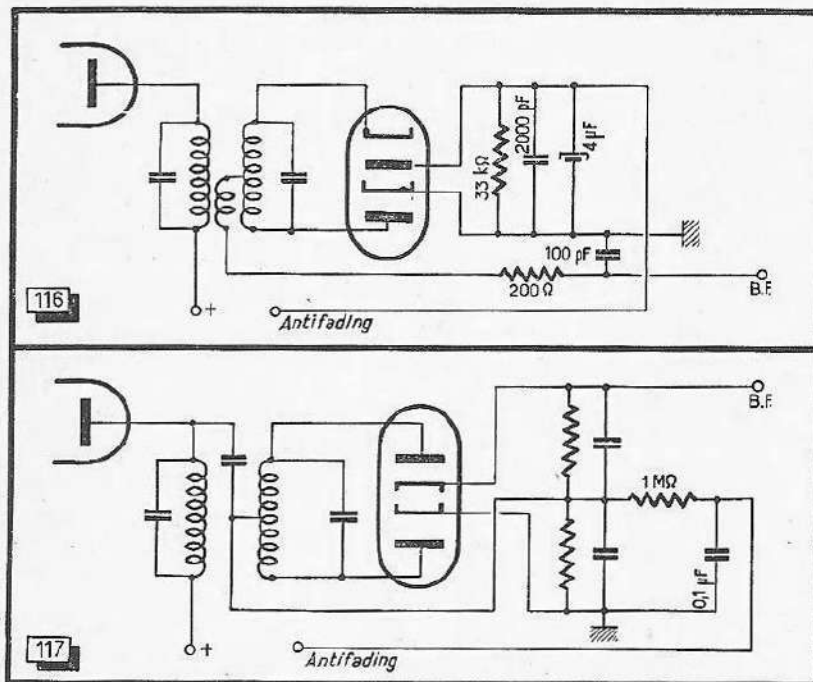 33 kΩ
2000 pF
4 µF
100 pF
200 Ω
B.F.
116
+
Antifading
B.F.
1 MΩ
0,1 µF
117
+
Antifading